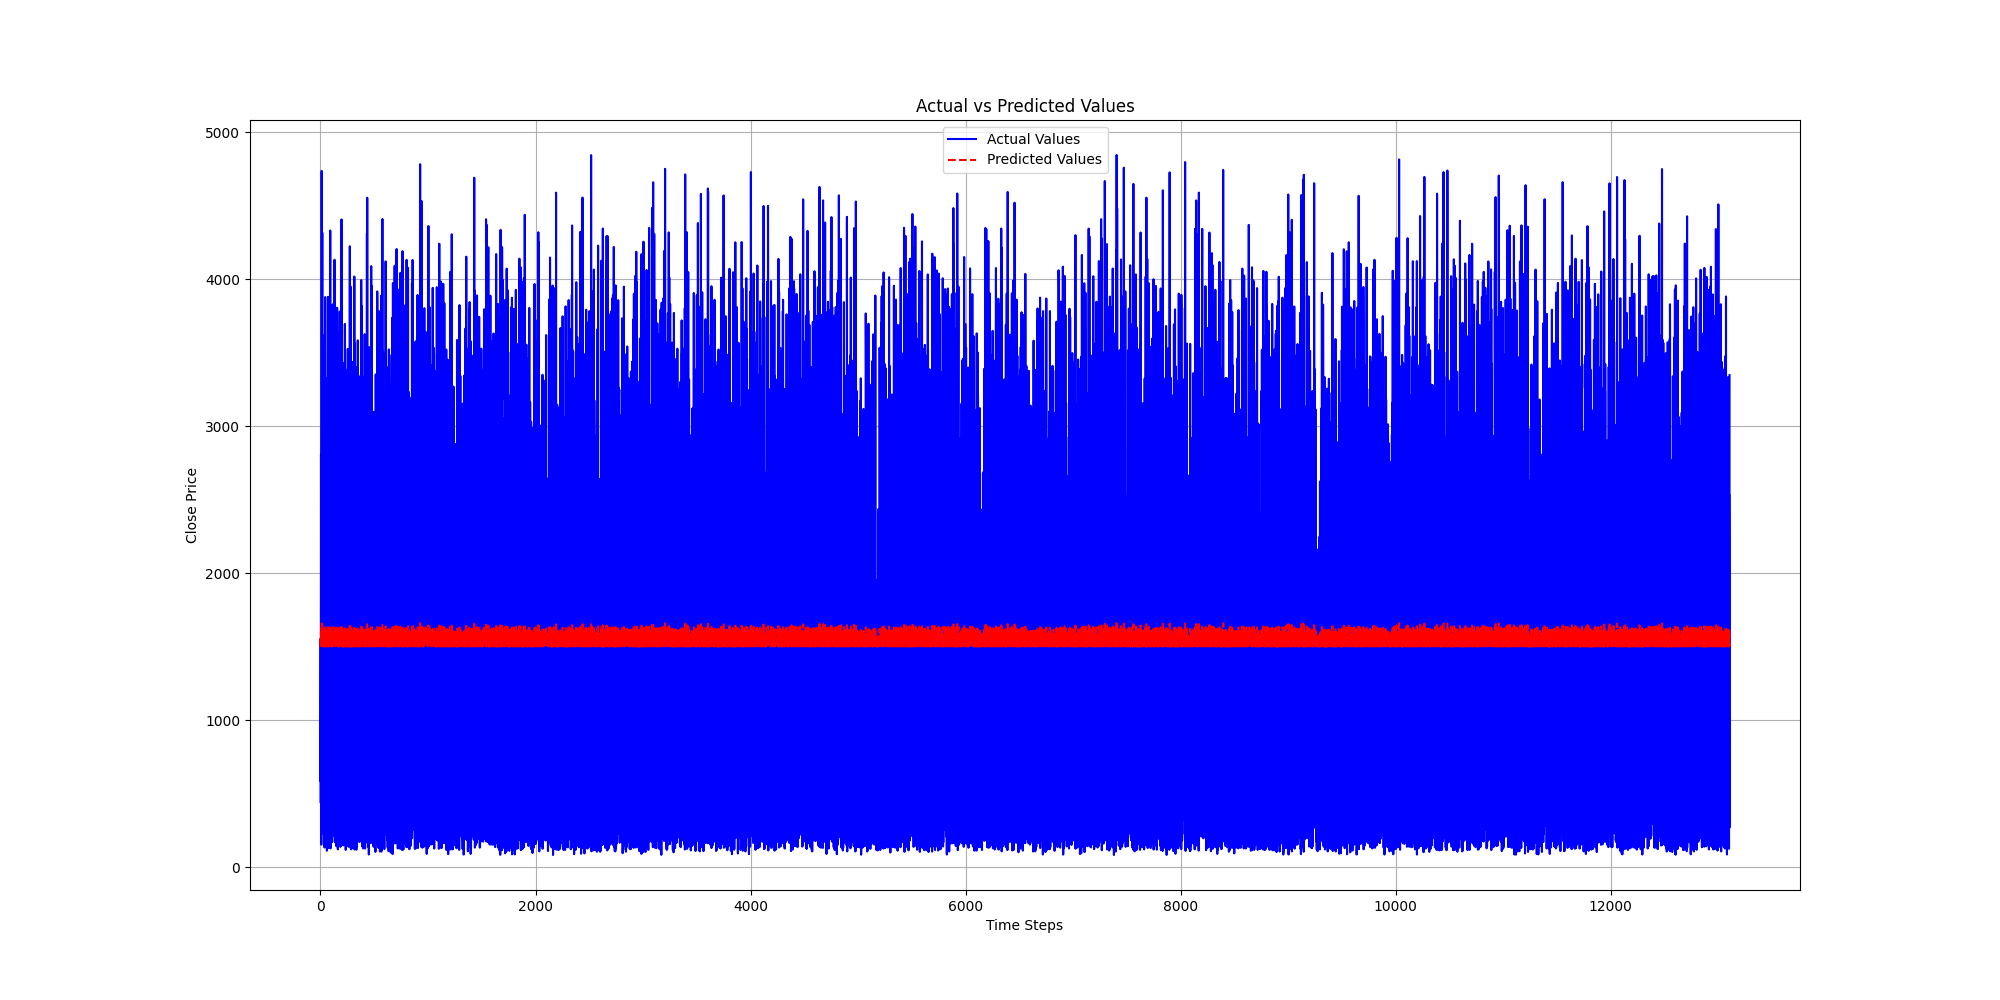 Actual vs Predicted Values
Actual Values
Predicted Values
5000
4000
3000
2000
1000
0
Close Price
0 2000 4000 6000 8000 10000 12000
Time Steps